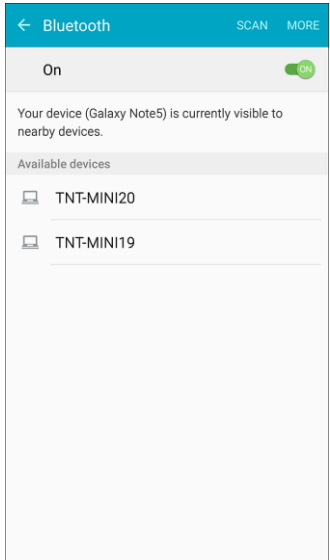 Bluetooth SCAN MORE
On ON
Your device (Galaxy Note5) is currently visible to
nearby devices.
Available devices
TNT-MINI20
TNT-MINI19